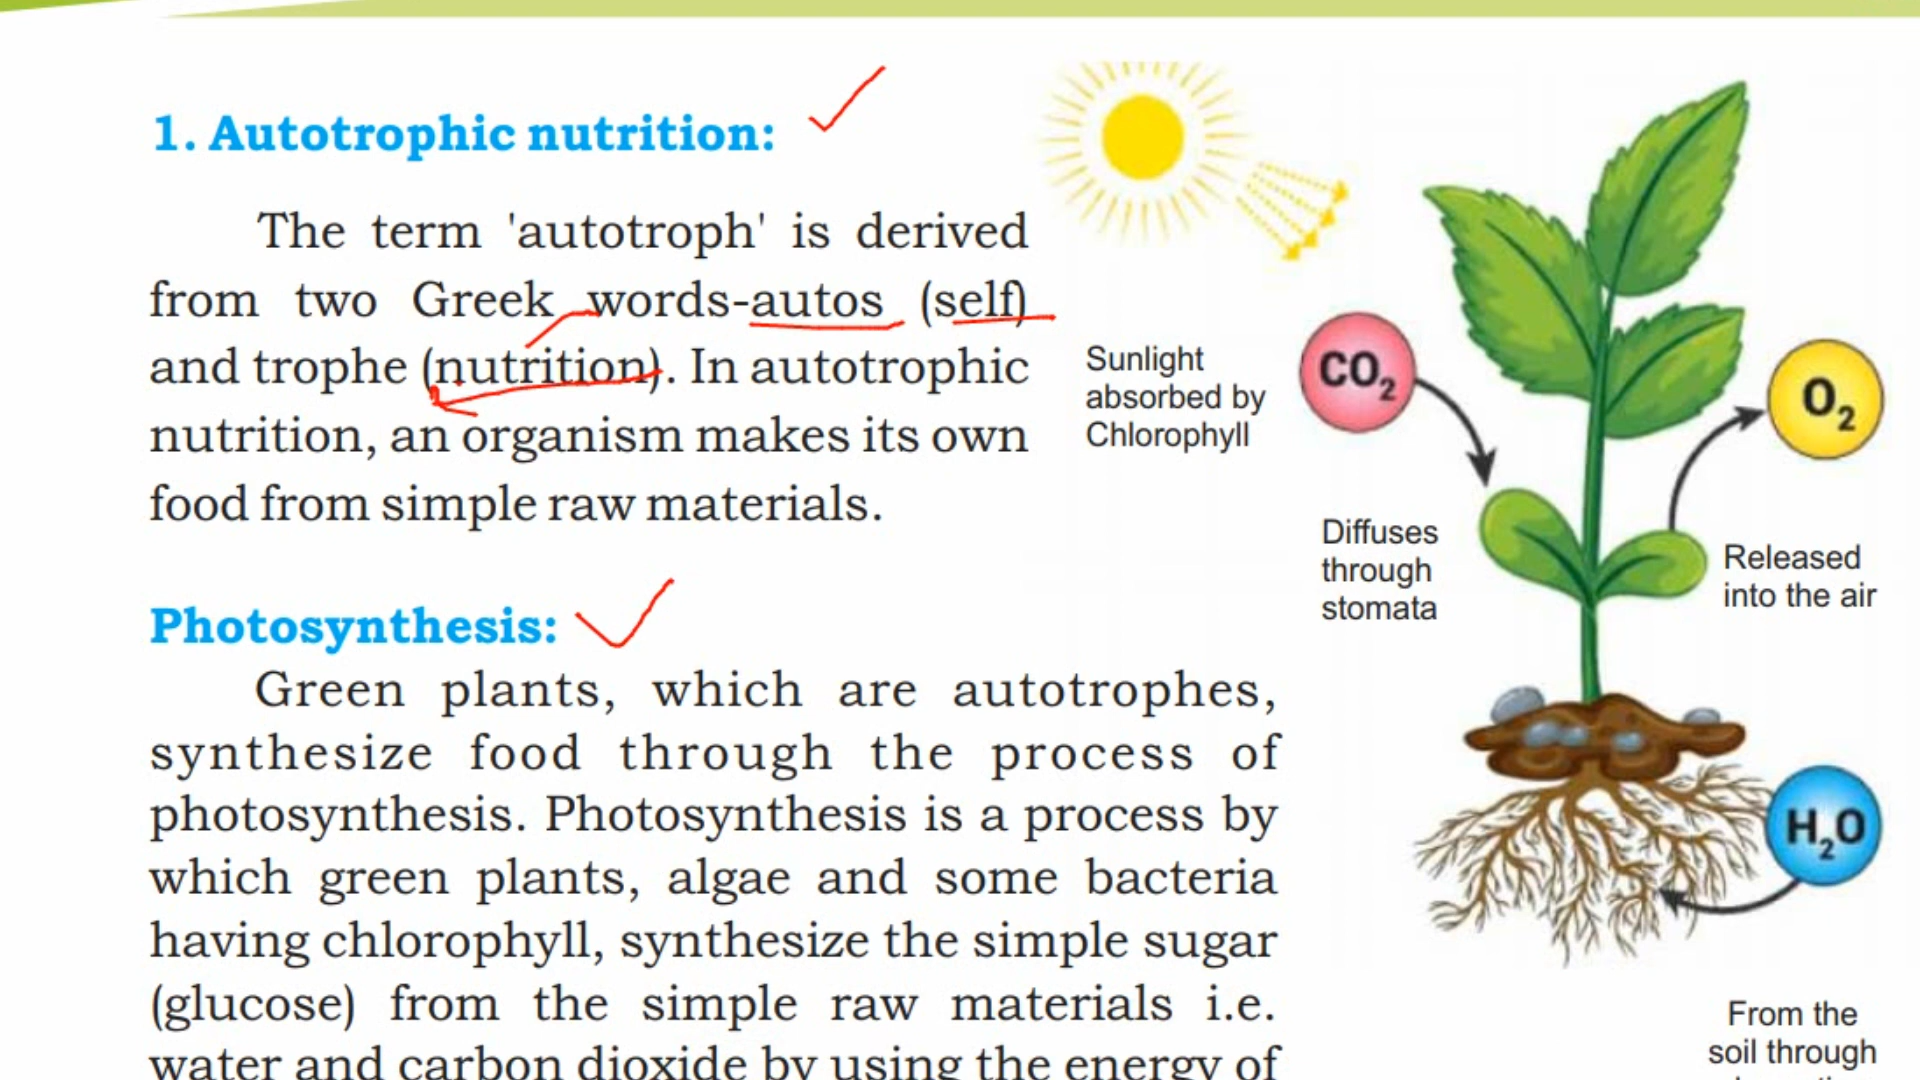 1. Autotrophic nutrition:
The term 'autotroph' is derived
from two Greek words-autos (self)
and trophe (nutrition). In autotrophic
nutrition, an organism makes its own
food from simple raw materials.
Photosynthesis:
Green plants, which are autotrophes,
synthesize food through the process of
photosynthesis. Photosynthesis is a process by
which green plants, algae and some bacteria
having chlorophyll, synthesize the simple sugar
(glucose) from the simple raw materials i.e.
water and carbon dioxide by using the energy of
Sunlight
absorbed by
Chlorophyll
CO₂
Diffuses
through
stomata
O₂
Released
into the air
H₂O
From the
soil through